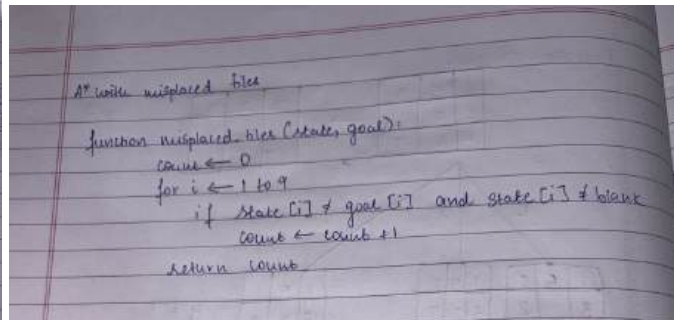 A* with misplaced tiles
function misplaced_tiles (state, goal):
count ← 0
for i ← 1 to 9
if state [i] ≠ goal [i] and state [i] ≠ blank
count ← count +1
return count